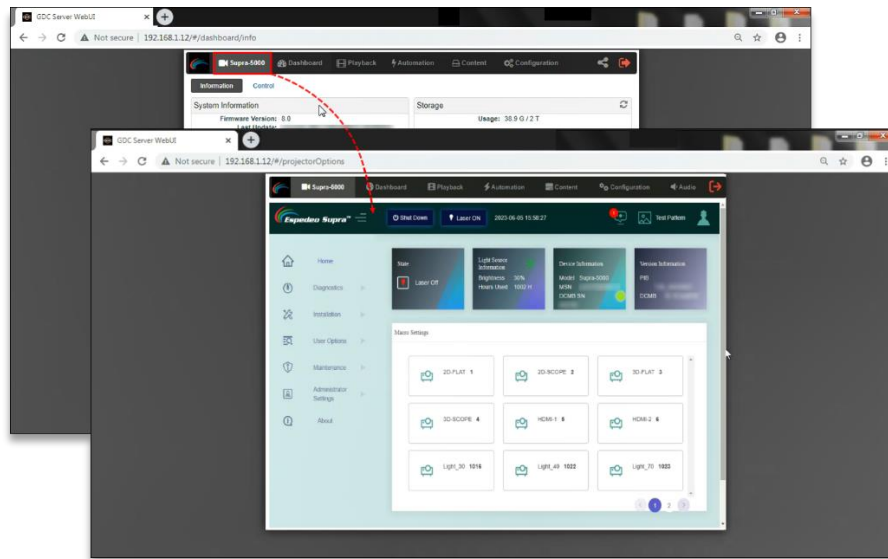 GDC Server WebUI
Not secure | 192.168.1.12/#/dashboard/info
Supra-5000 Dashboard Playback Automation Content Configuration
Information Control
System Information Storage
Firmware Version: 8.0 Usage: 38.9 G / 2 T
Last Update:
GDC Server WebUI
Not secure | 192.168.1.12/#/projectorOptions
Supra-5000 Dashboard Playback Automation Content Configuration Audio
Espedeo Supra™ Shut Down Laser ON 2023-06-05 15:58:27 Test Pattern
Home
Diagnostics
Installation
User Options
Maintenance
Administrator
Settings
About
State
Laser Off
Light Source
Information
Brightness 30%
Hours Used 1002 H
Device Information
Model Supra-5000
MSN
DCMB SN
Version Information
PIB
DCMB
Macro Settings
2D-FLAT 1 2D-SCOPE 2 3D-FLAT 3
3D-SCOPE 4 HDMI-1 5 HDMI-2 6
Light_30 1016 Light_40 1022 Light_70 1023
1 2